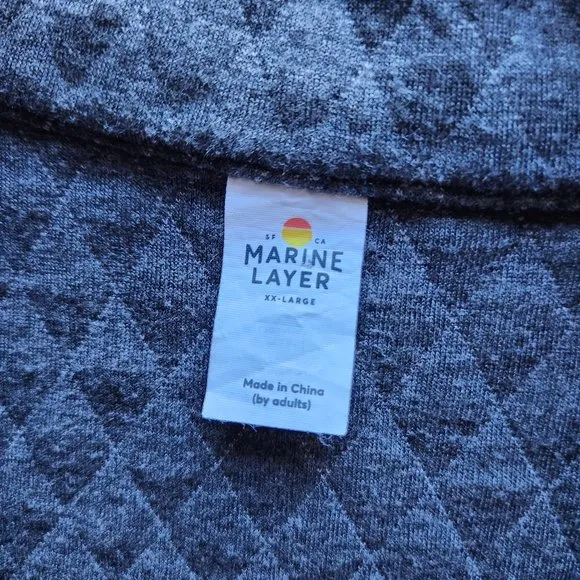 SF CA
MARINE
LAYER
XX-LARGE
Made in China
(by adults)